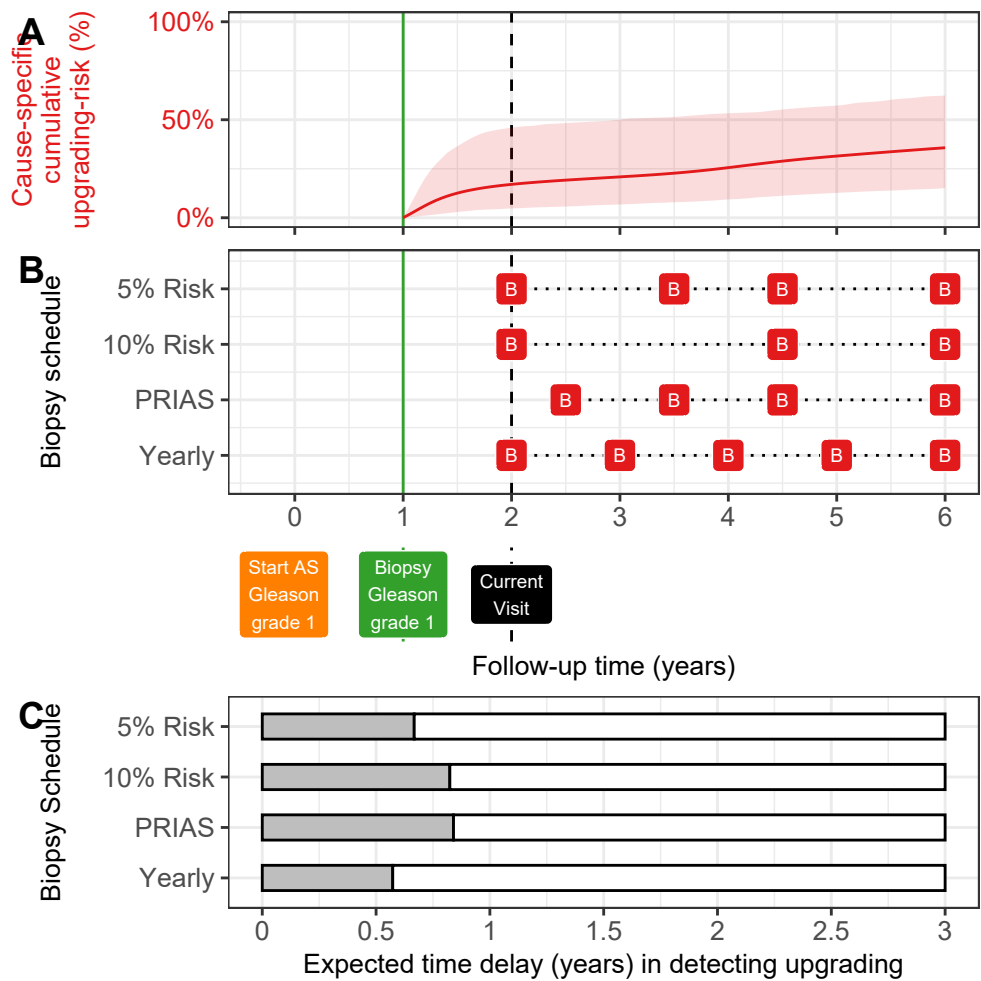 A
Cause-specific
cumulative
upgrading-risk (%)
100%
50%
0%
B
Biopsy schedule
5% Risk
B B B B
10% Risk
B B B
PRIAS
B B B B
Yearly
B B B B B
0 1 2 3 4 5 6
Start AS
Gleason
grade 1
Biopsy
Gleason
grade 1
Current
Visit
Follow-up time (years)
C
Biopsy Schedule
5% Risk
10% Risk
PRIAS
Yearly
0 0.5 1 1.5 2 2.5 3
Expected time delay (years) in detecting upgrading